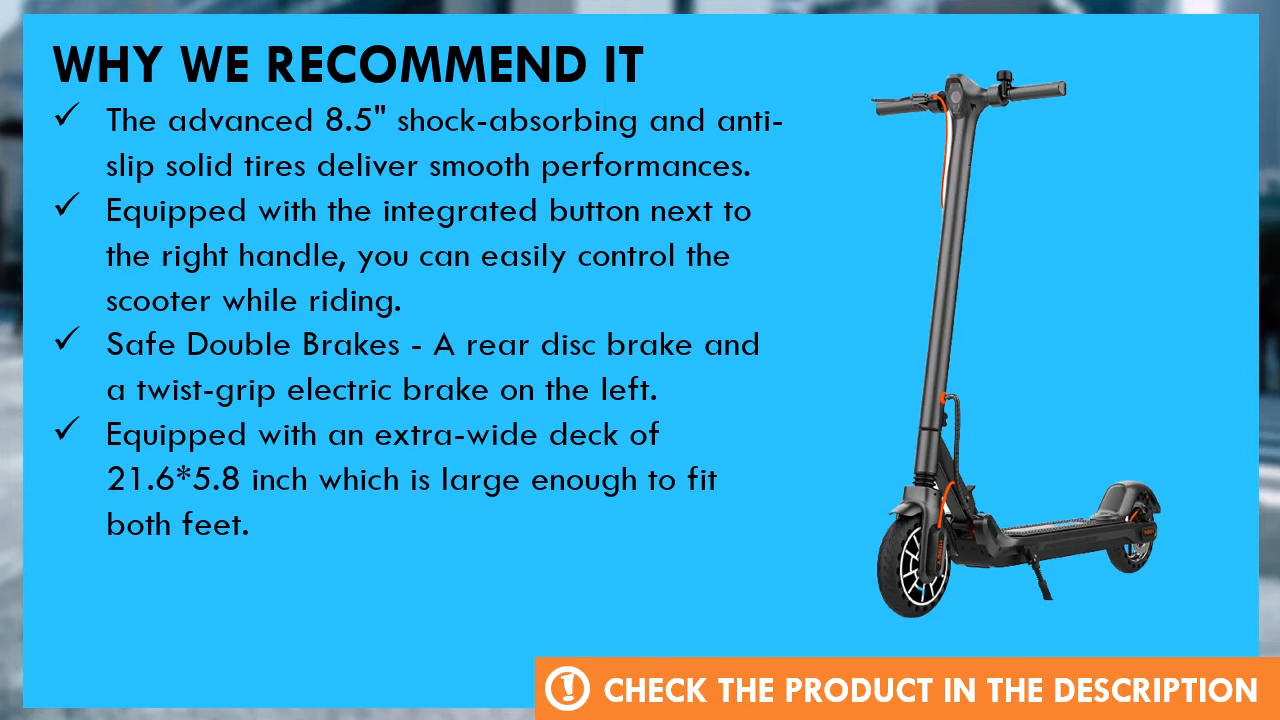 WHY WE RECOMMEND IT
✓ The advanced 8.5" shock-absorbing and anti-
slip solid tires deliver smooth performances.
✓ Equipped with the integrated button next to
the right handle, you can easily control the
scooter while riding.
✓ Safe Double Brakes - A rear disc brake and
a twist-grip electric brake on the left.
✓ Equipped with an extra-wide deck of
21.6*5.8 inch which is large enough to fit
both feet.
CHECK THE PRODUCT IN THE DESCRIPTION